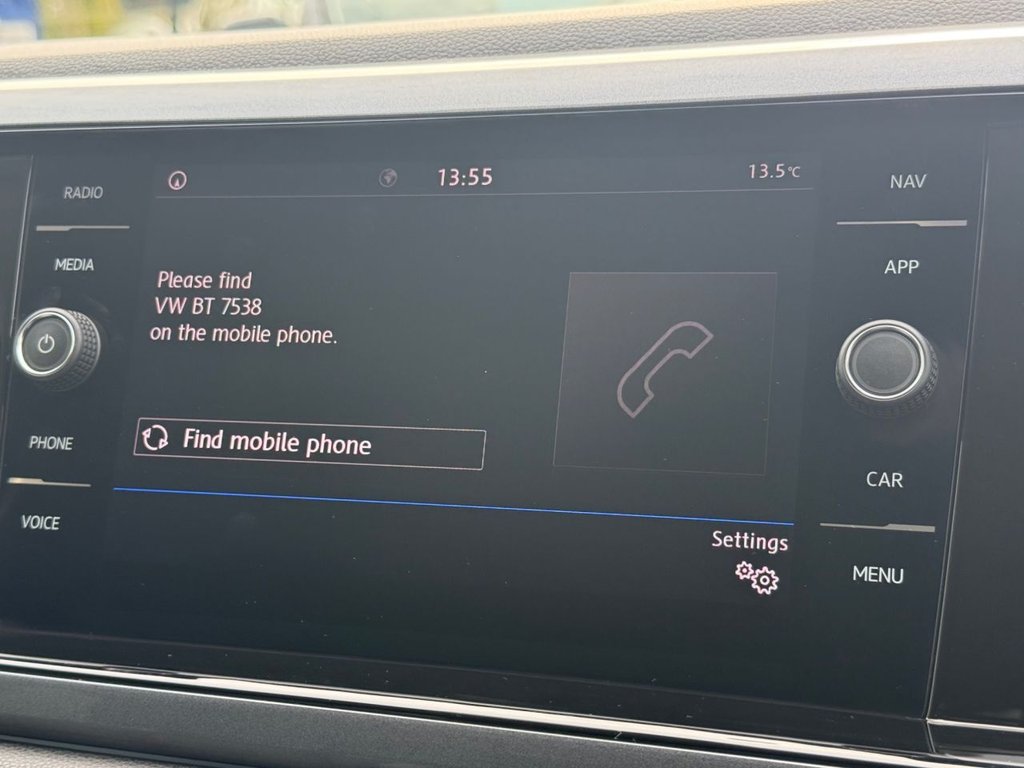 RADIO
MEDIA
PHONE
VOICE
13:55
13.5°C
Please find
VW BT 7538
on the mobile phone.
Find mobile phone
Settings
NAV
APP
CAR
MENU